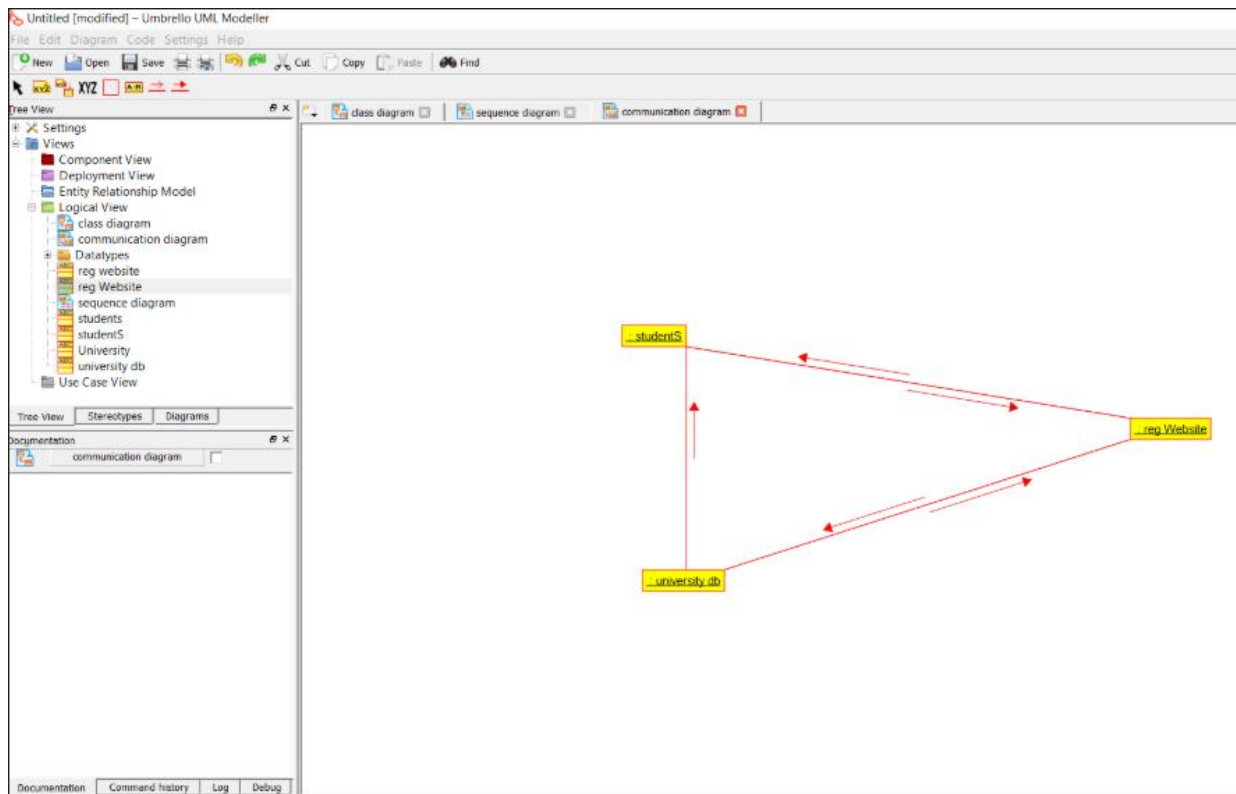 Untitled [modified] – Umbrello UML Modeller
File Edit Diagram Code Settings Help
New Open Save Cut Copy Paste Find
XYZ XYZ A-B
Tree View
class diagram sequence diagram communication diagram
Settings
Views
Component View
Deployment View
Entity Relationship Model
Logical View
class diagram
communication diagram
Datatypes
reg website
reg Website
sequence diagram
students
studentS
University
university db
Use Case View
Tree View Stereotypes Diagrams
Documentation
communication diagram
: studentS
: reg Website
: university db
Documentation Command history Log Debug